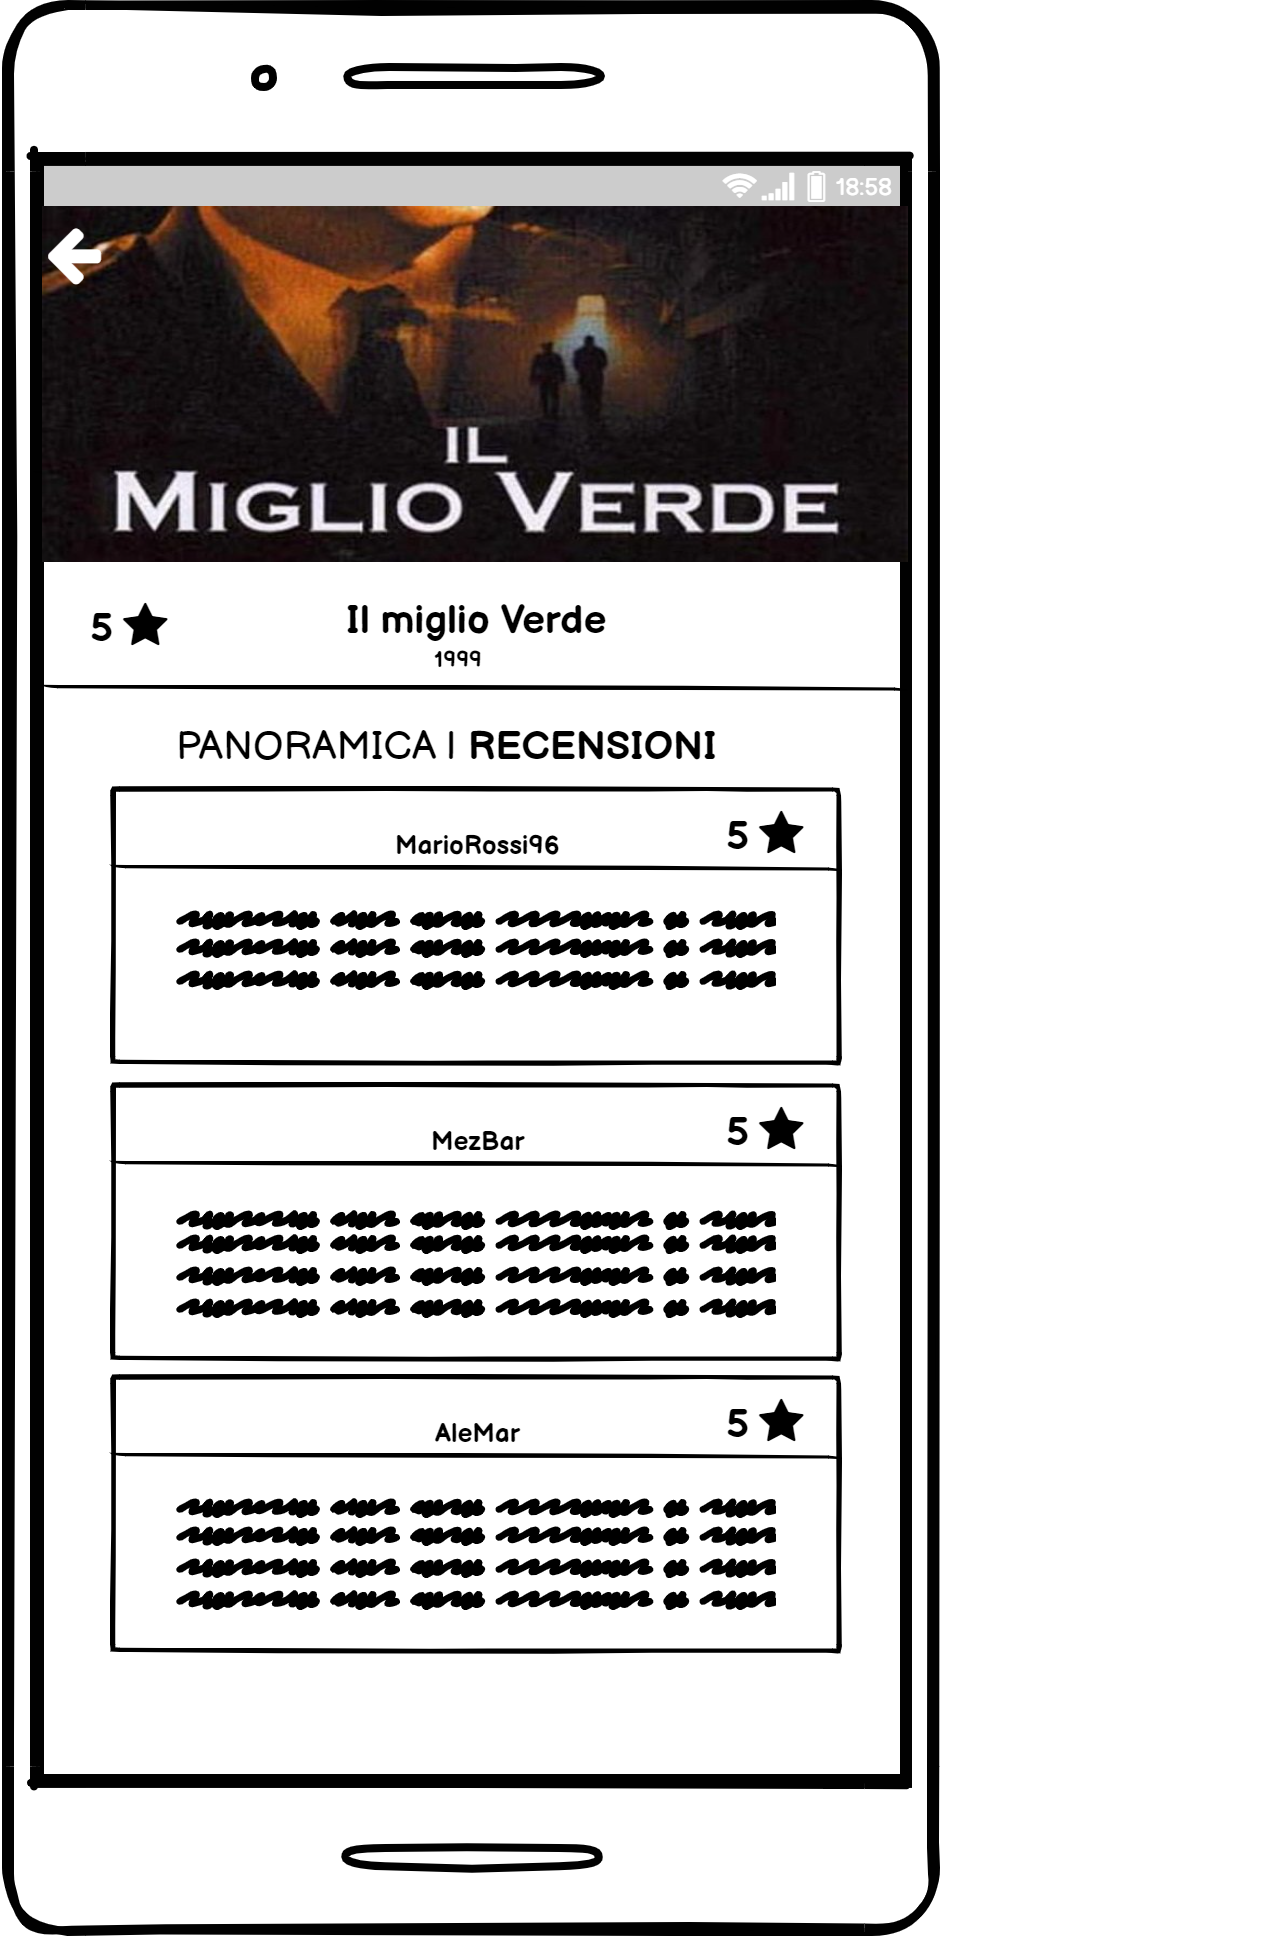 18:58
IL
MIGLIO VERDE
5
Il miglio Verde
1999
PANORAMICA | RECENSIONI
MarioRossi96
5
MezBar
5
AleMar
5